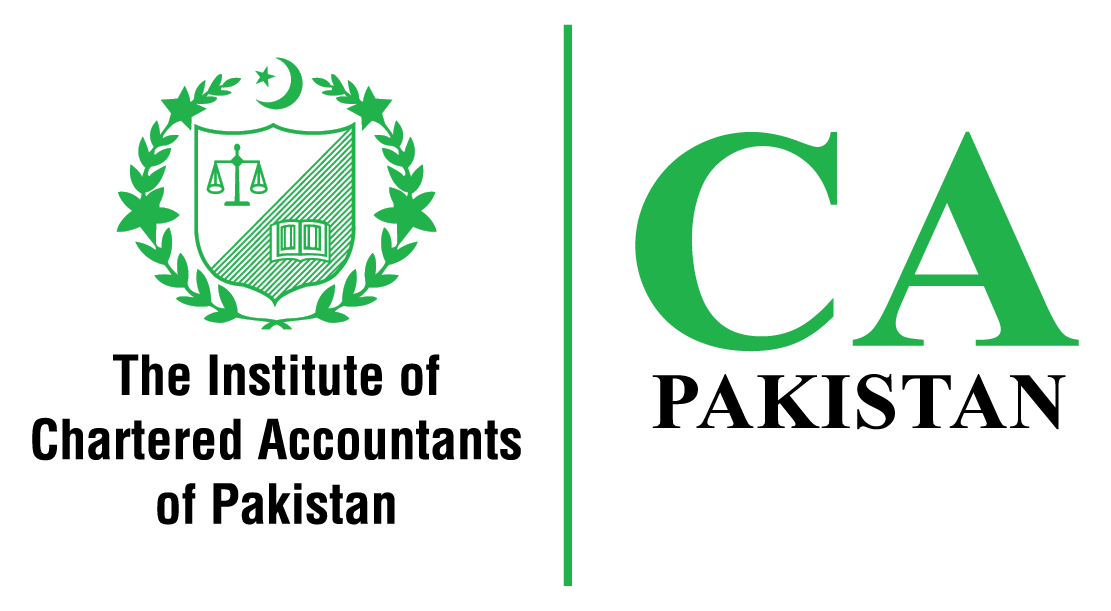 The Institute of
Chartered Accountants
of Pakistan
CA
PAKISTAN